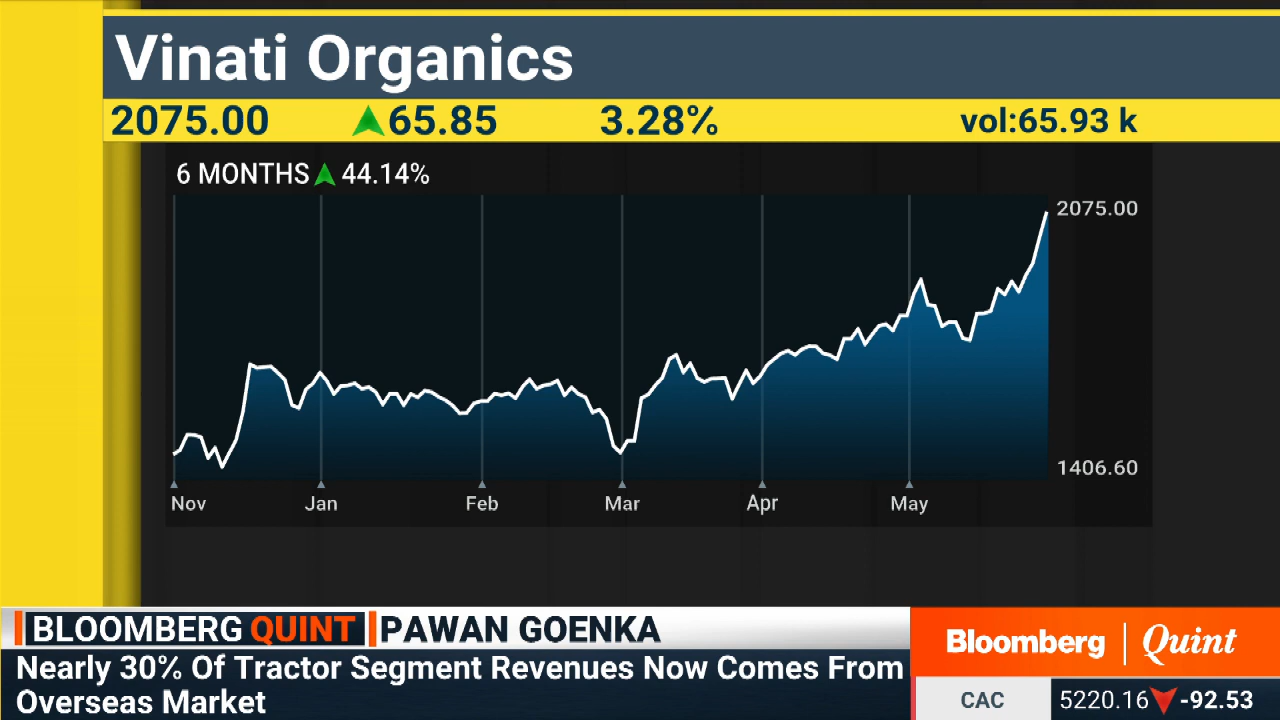 Vinati Organics
2075.00 65.85 3.28% vol:65.93 k
6 MONTHS 44.14%
2075.00
1406.60
Nov Jan Feb Mar Apr May
BLOOMBERG QUINT PAWAN GOENKA
Nearly 30% Of Tractor Segment Revenues Now Comes From
Overseas Market
Bloomberg | Quint
CAC 5220.16 -92.53